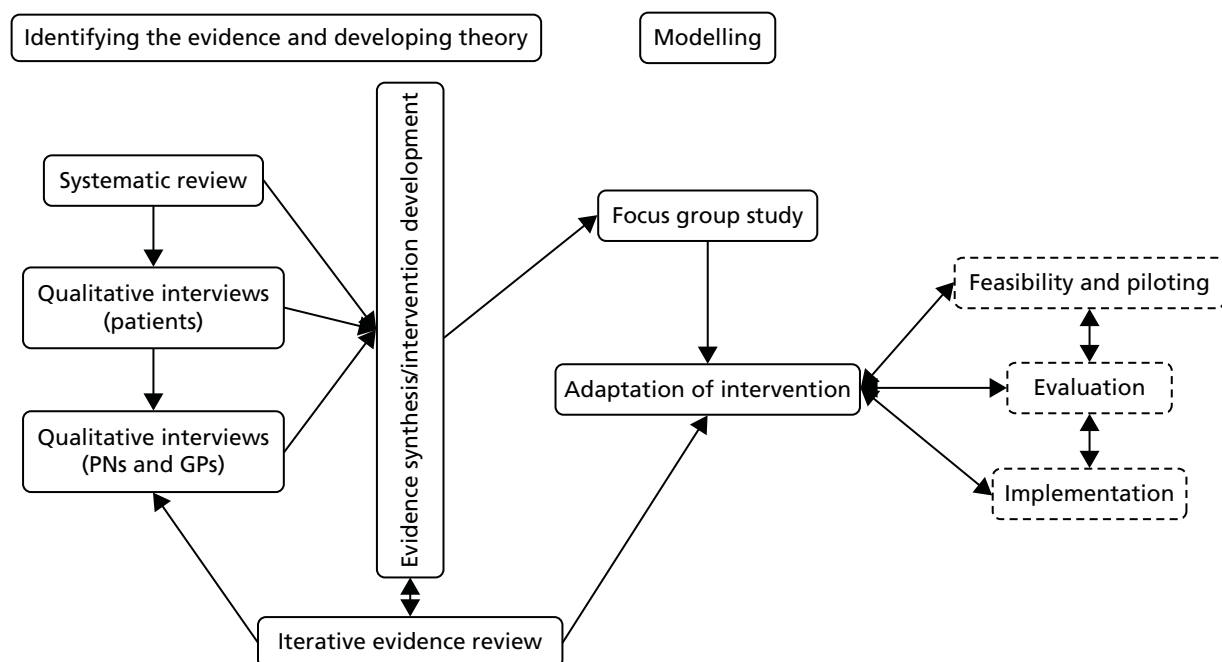 Identifying the evidence and developing theory
Modelling
Systematic review
Qualitative interviews
(patients)
Qualitative interviews
(PNs and GPs)
Evidence synthesis/intervention development
Iterative evidence review
Focus group study
Adaptation of intervention
Feasibility and piloting
Evaluation
Implementation